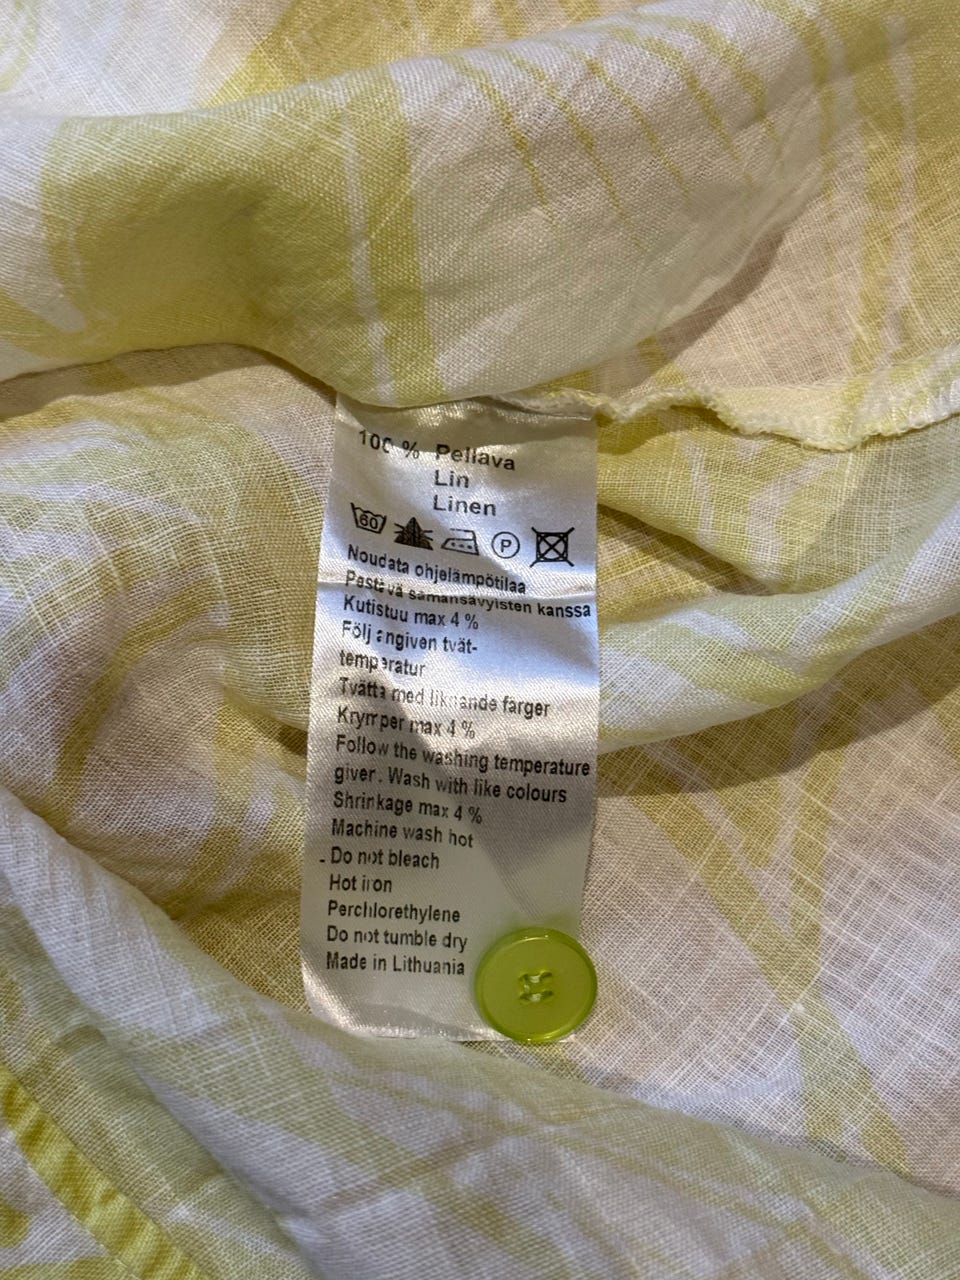 100 % Pellava
Lin
Linen
60 P
Noudata ohjelämpötilaa
Pestävä samansävyisten kanssa
Kutistuu max 4 %
Följ angiven tvät-
temperatur
Tvätta med liknande färger
Krymper max 4 %
Follow the washing temperature
given. Wash with like colours
Shrinkage max 4 %
Machine wash hot
Do not bleach
Hot iron
Perchlorethylene
Do not tumble dry
Made in Lithuania